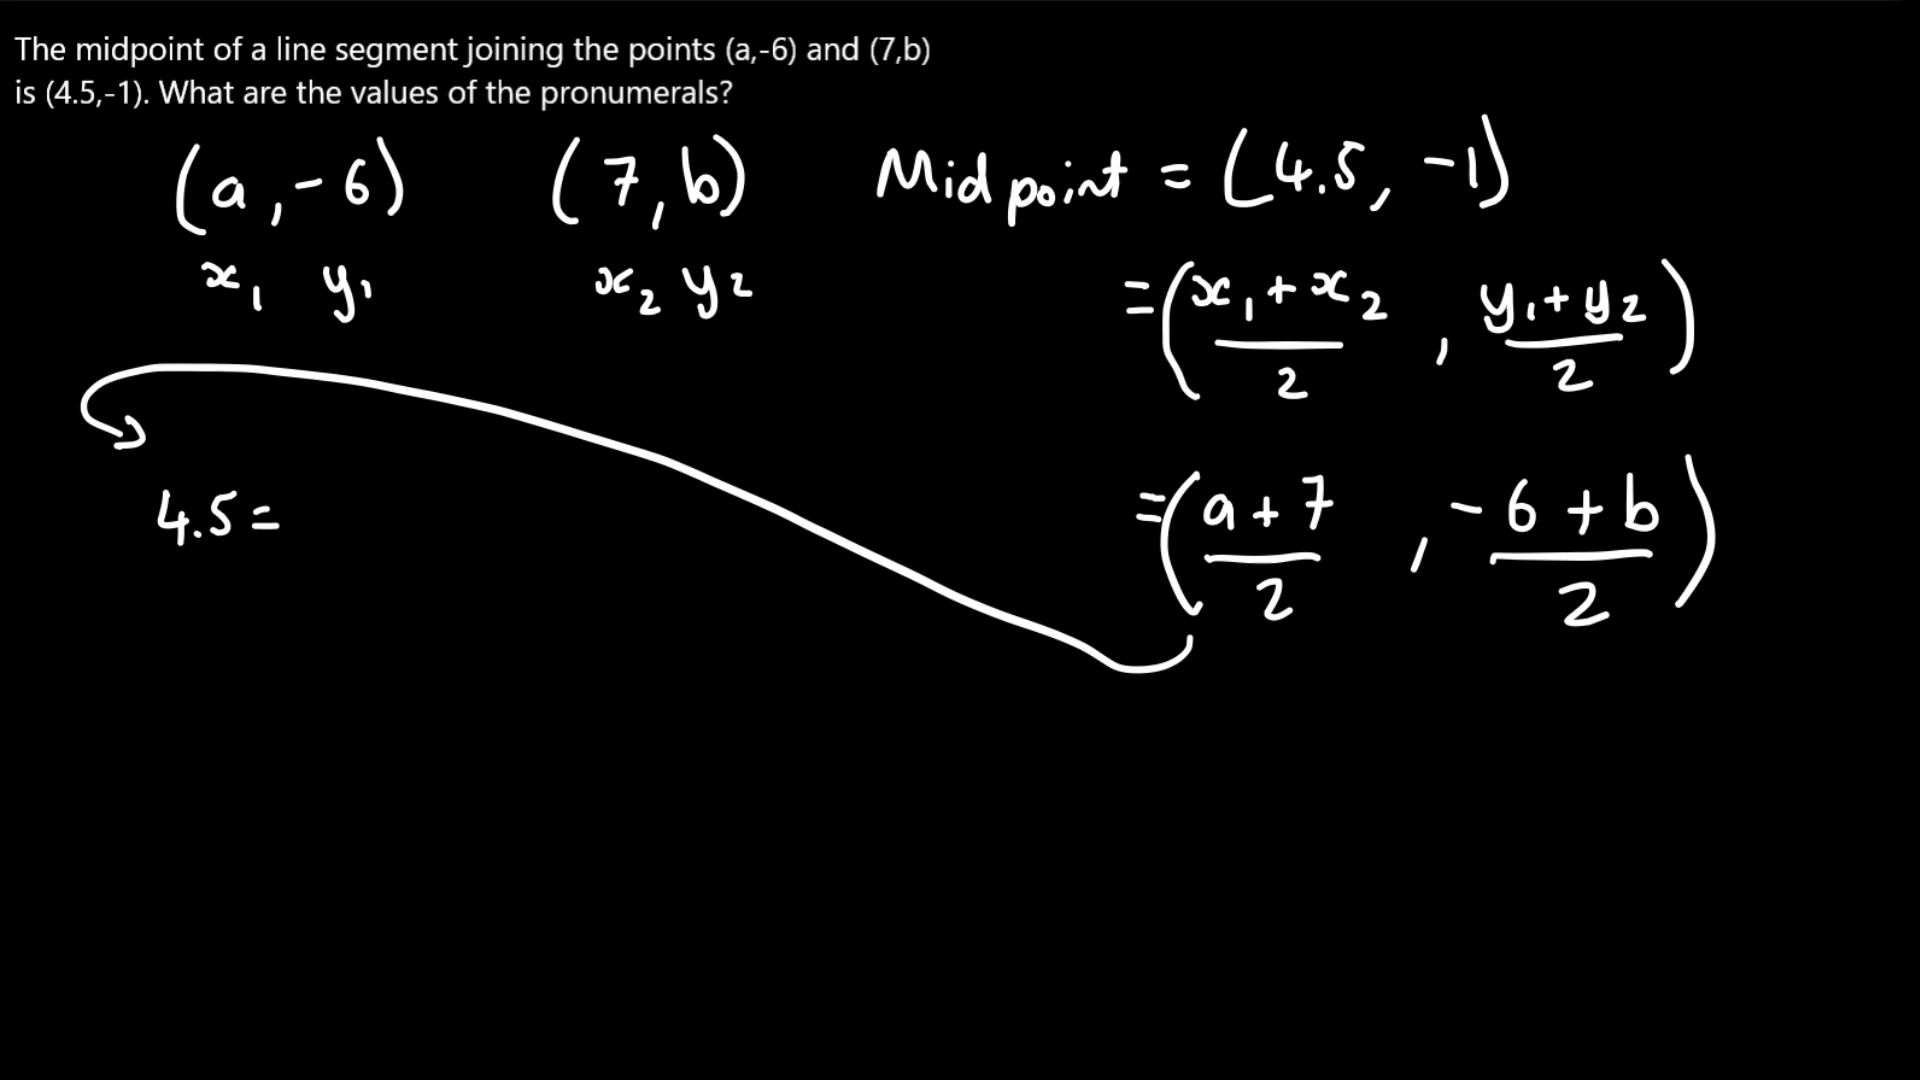 The midpoint of a line segment joining the points (a,-6) and (7,b)
is (4.5,-1). What are the values of the pronumerals?
(a,-6) (7,b) Midpoint = (4.5, -1)
x₁ y₁ x₂ y₂ =(x₁+x₂/2, y₁+y₂/2)
4.5= =(a+7/2, -6+b/2)